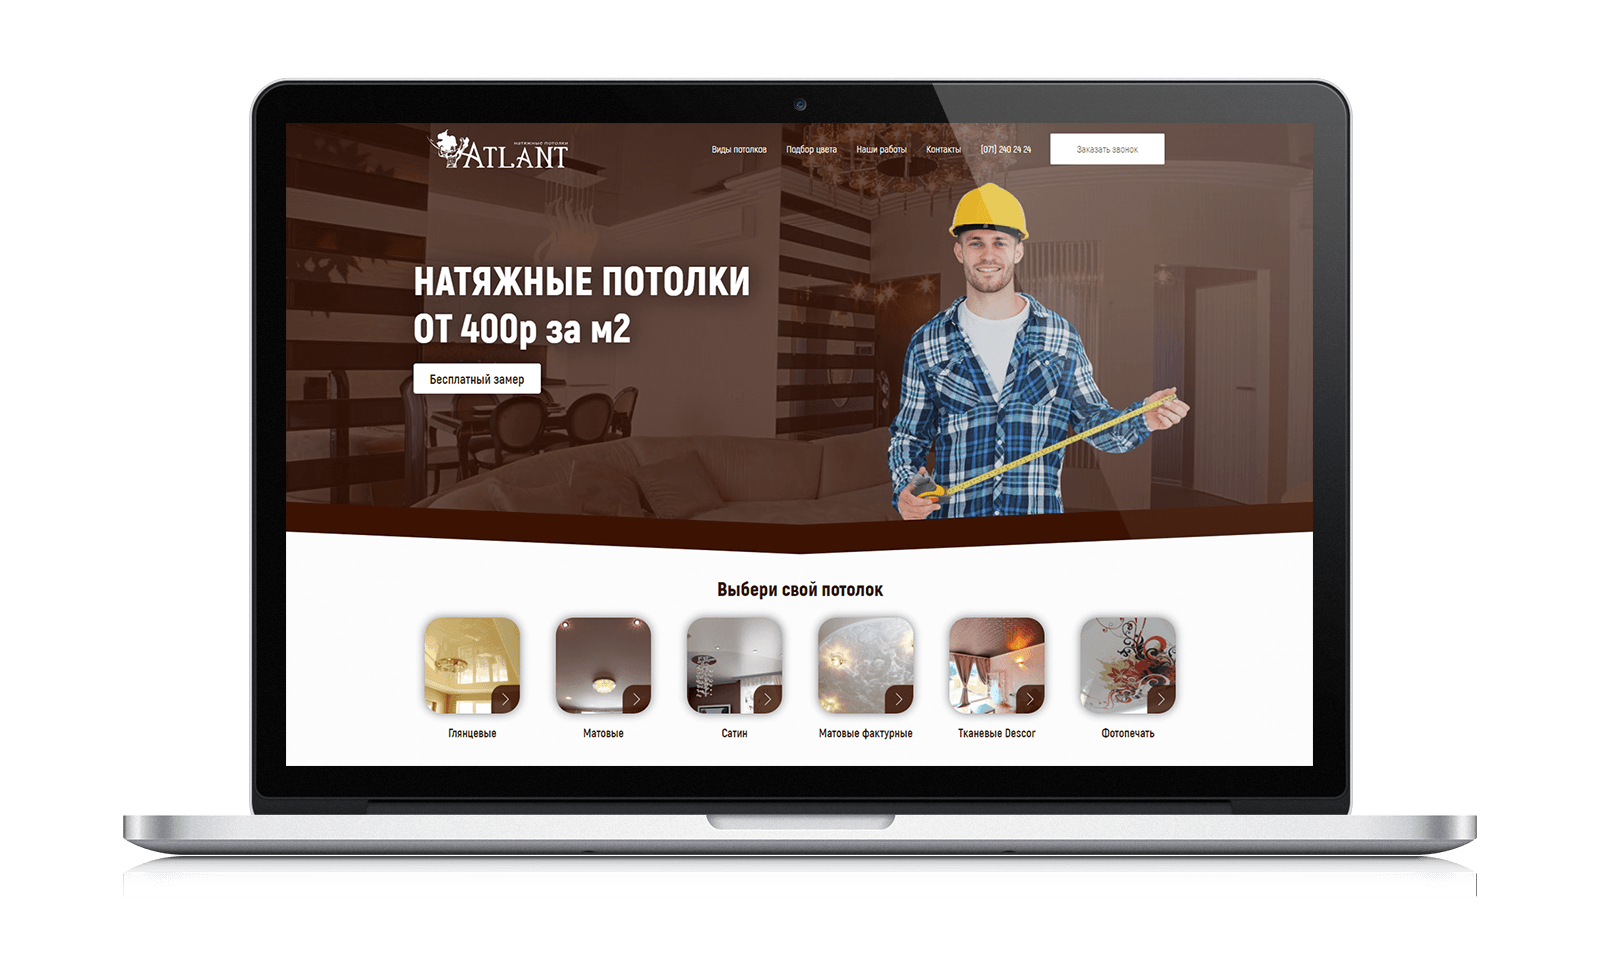 натяжные потолки
ATLANT
Виды потолков Подбор цвета Наши работы Контакты (071) 240 24 24 Заказать звонок
НАТЯЖНЫЕ ПОТОЛКИ
ОТ 400р за м2
Бесплатный замер
Выбери свой потолок
Глянцевые Матовые Сатин Матовые фактурные Тканевые Descor Фотопечать